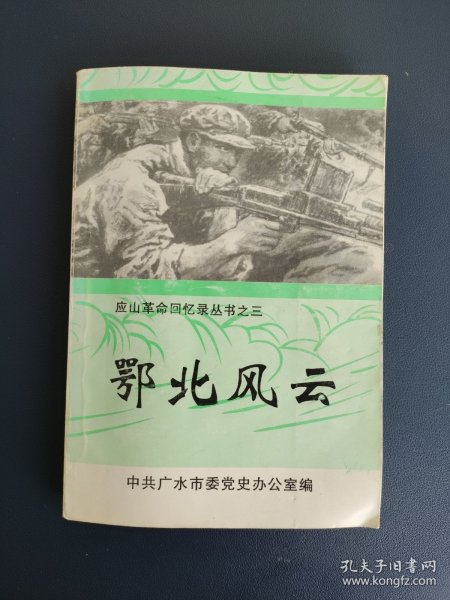 应山革命回忆录丛书之三
鄂北风云
中共广水市委党史办公室编
孔夫子旧书网
www.kongfz.com